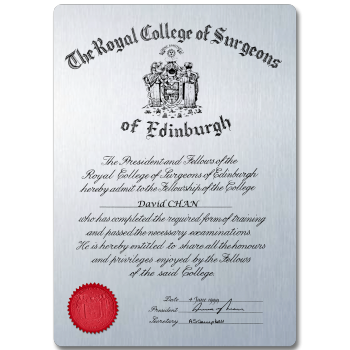 The Royal College of Surgeons
of Edinburgh
The President and Fellows of the
Royal College of Surgeons of Edinburgh
hereby admit to the Fellowship of the College
David CHAN
who has completed the required form of training
and passed the necessary examinations.
He is hereby entitled to share all the honours
and privileges enjoyed by the Fellows
of the said College.
Date
President
Secretary